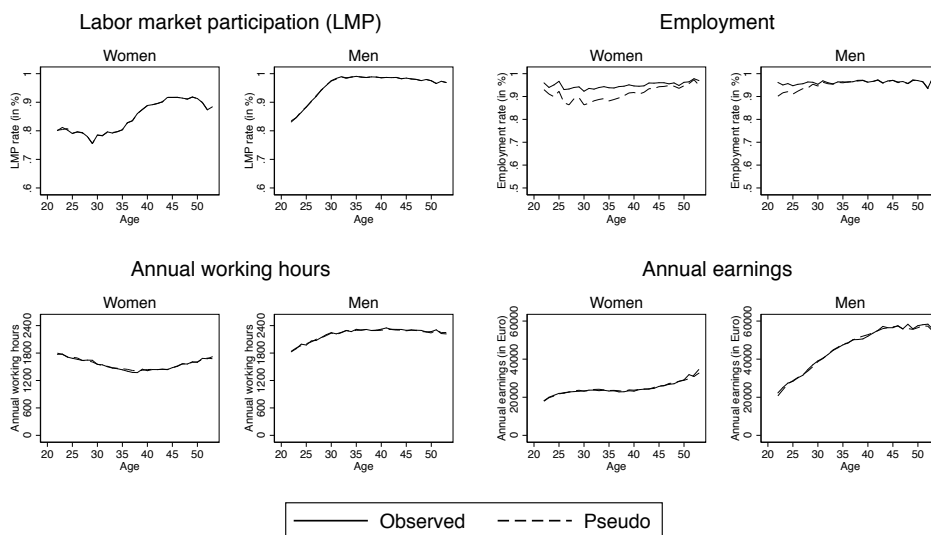 Labor market participation (LMP)
Women
LMP rate (in %)
.6 .7 .8 .9 1
20 25 30 35 40 45 50
Age
Men
LMP rate (in %)
.6 .7 .8 .9 1
20 25 30 35 40 45 50
Age
Employment
Women
Employment rate (in %)
.5 .6 .7 .8 .9 1
20 25 30 35 40 45 50
Age
Men
Employment rate (in %)
.5 .6 .7 .8 .9 1
20 25 30 35 40 45 50
Age
Annual working hours
Women
Annual working hours
0 600 1200 1800 2400
20 25 30 35 40 45 50
Age
Men
Annual working hours
0 600 1200 1800 2400
20 25 30 35 40 45 50
Age
Annual earnings
Women
Annual earnings (in Euro)
0 20000 40000 60000
20 25 30 35 40 45 50
Age
Men
Annual earnings (in Euro)
0 20000 40000 60000
20 25 30 35 40 45 50
Age
Observed Pseudo